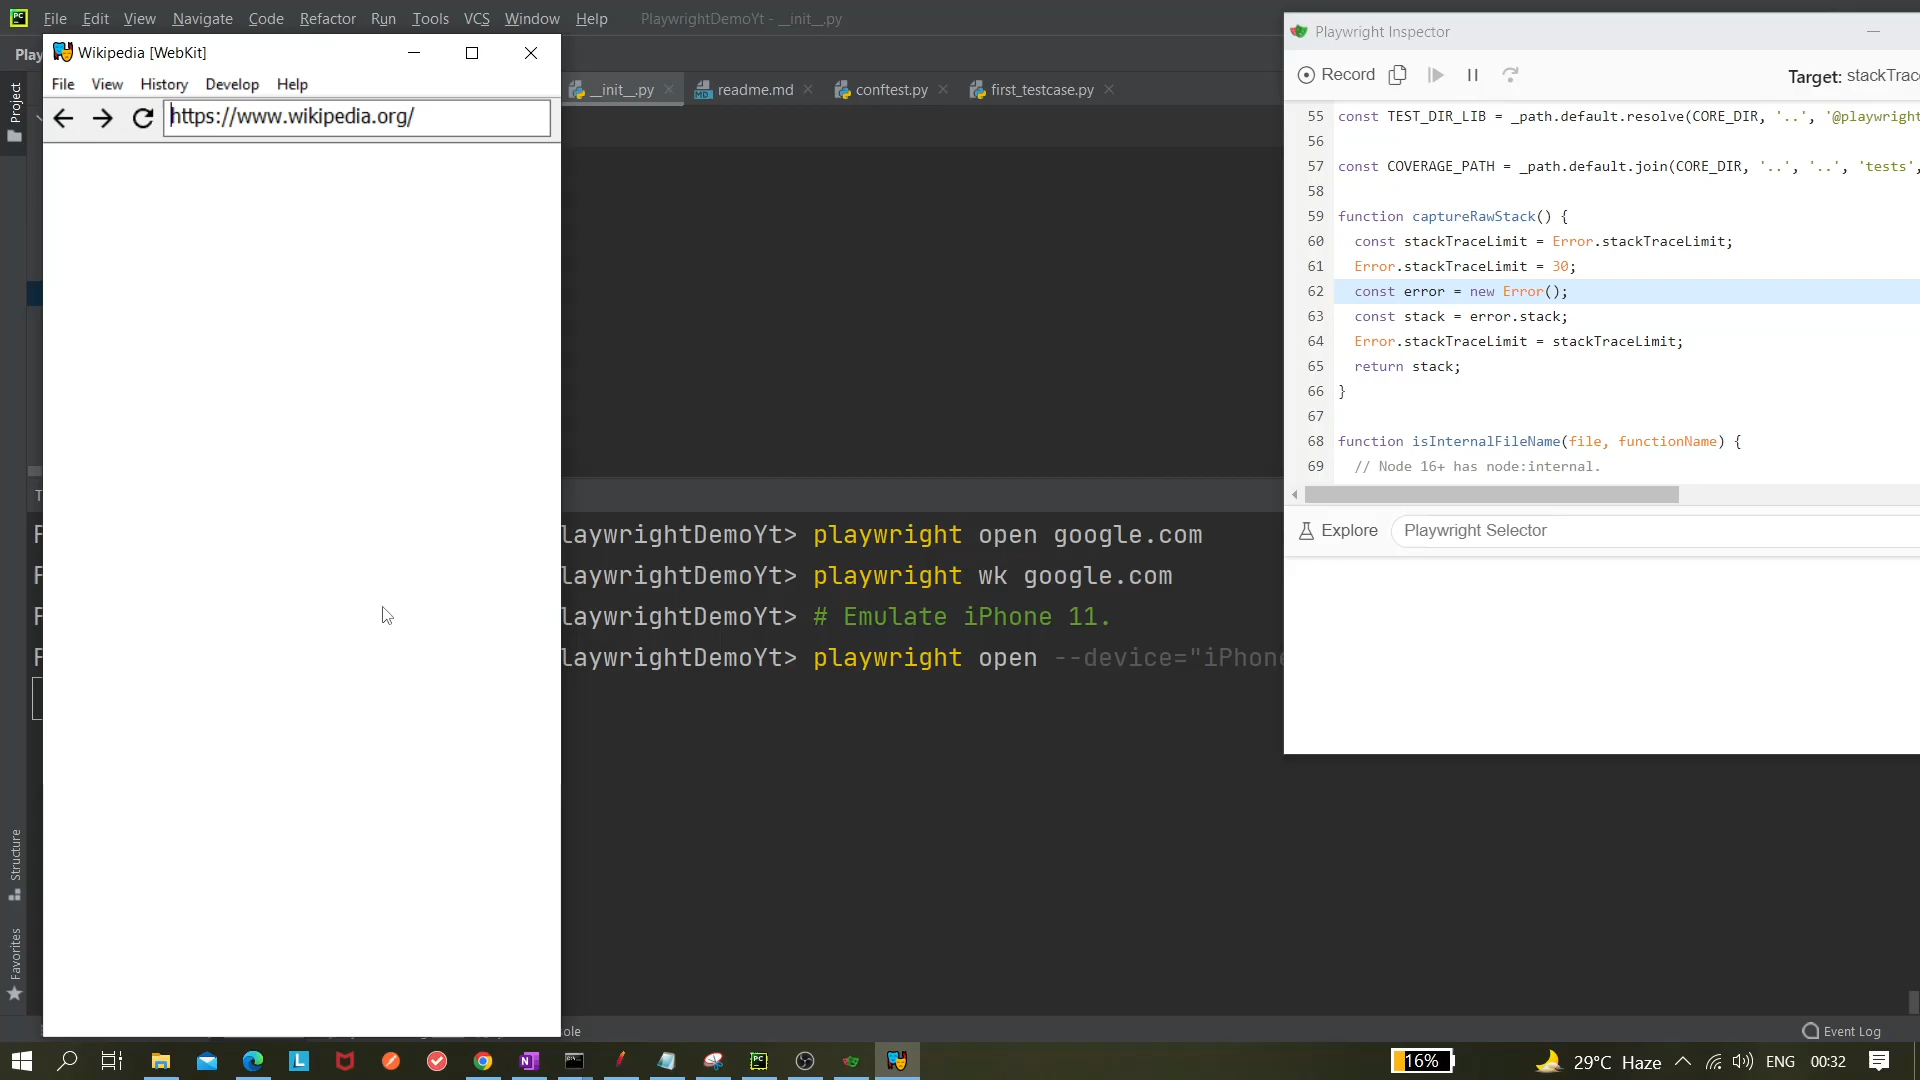 File Edit View Navigate Code Refactor Run Tools VCS Window Help PlaywrightDemoYt - __init__.py
Play
Wikipedia [WebKit]
File View History Develop Help
https://www.wikipedia.org/
Project
Structure
Favorites
__init__.py readme.md conftest.py first_testcase.py
laywrightDemoYt> playwright open google.com
laywrightDemoYt> playwright wk google.com
laywrightDemoYt> # Emulate iPhone 11.
laywrightDemoYt> playwright open --device="iPhone
Playwright Inspector
Record Target: stackTrac
55 const TEST_DIR_LIB = _path.default.resolve(CORE_DIR, '..', '@playwright
56
57 const COVERAGE_PATH = _path.default.join(CORE_DIR, '..', '..', 'tests',
58
59 function captureRawStack() {
60 const stackTraceLimit = Error.stackTraceLimit;
61 Error.stackTraceLimit = 30;
62 const error = new Error();
63 const stack = error.stack;
64 Error.stackTraceLimit = stackTraceLimit;
65 return stack;
66 }
67
68 function isInternalFileName(file, functionName) {
69 // Node 16+ has node:internal.
Explore Playwright Selector
ole
Event Log
16% 29°C Haze ENG 00:32